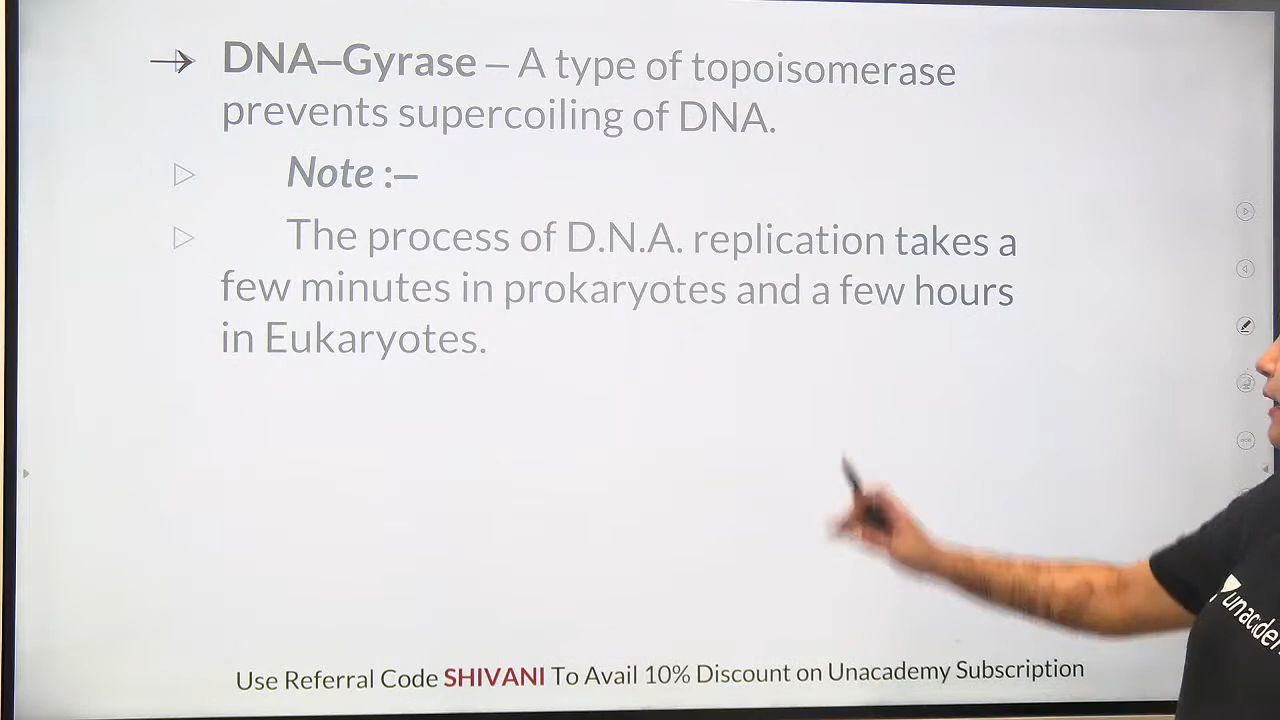 → DNA–Gyrase – A type of topoisomerase
prevents supercoiling of DNA.
Note :–
The process of D.N.A. replication takes a
few minutes in prokaryotes and a few hours
in Eukaryotes.
Use Referral Code SHIVANI To Avail 10% Discount on Unacademy Subscription